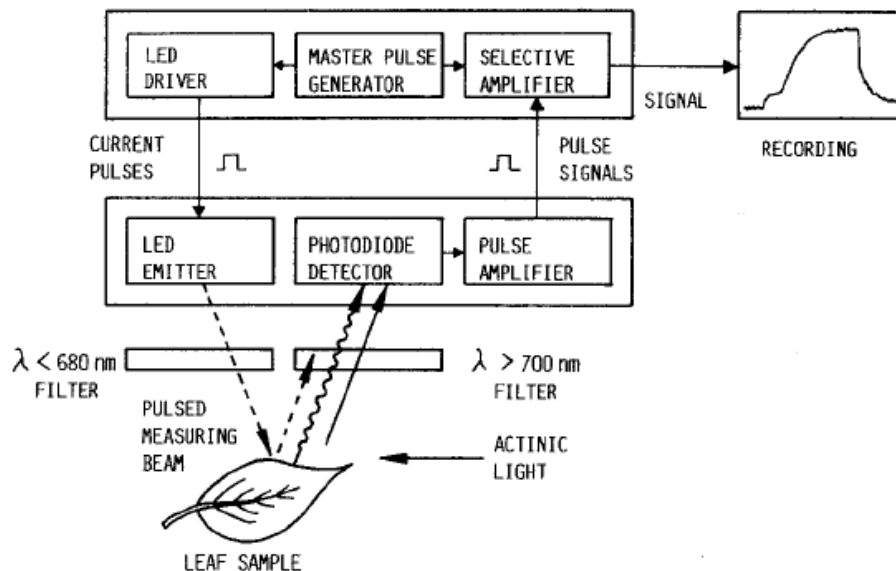 LED
DRIVER
MASTER PULSE
GENERATOR
SELECTIVE
AMPLIFIER
SIGNAL
RECORDING
CURRENT
PULSES
PULSE
SIGNALS
LED
EMITTER
PHOTODIODE
DETECTOR
PULSE
AMPLIFIER
λ < 680 nm
FILTER
λ > 700 nm
FILTER
PULSED
MEASURING
BEAM
ACTINIC
LIGHT
LEAF SAMPLE